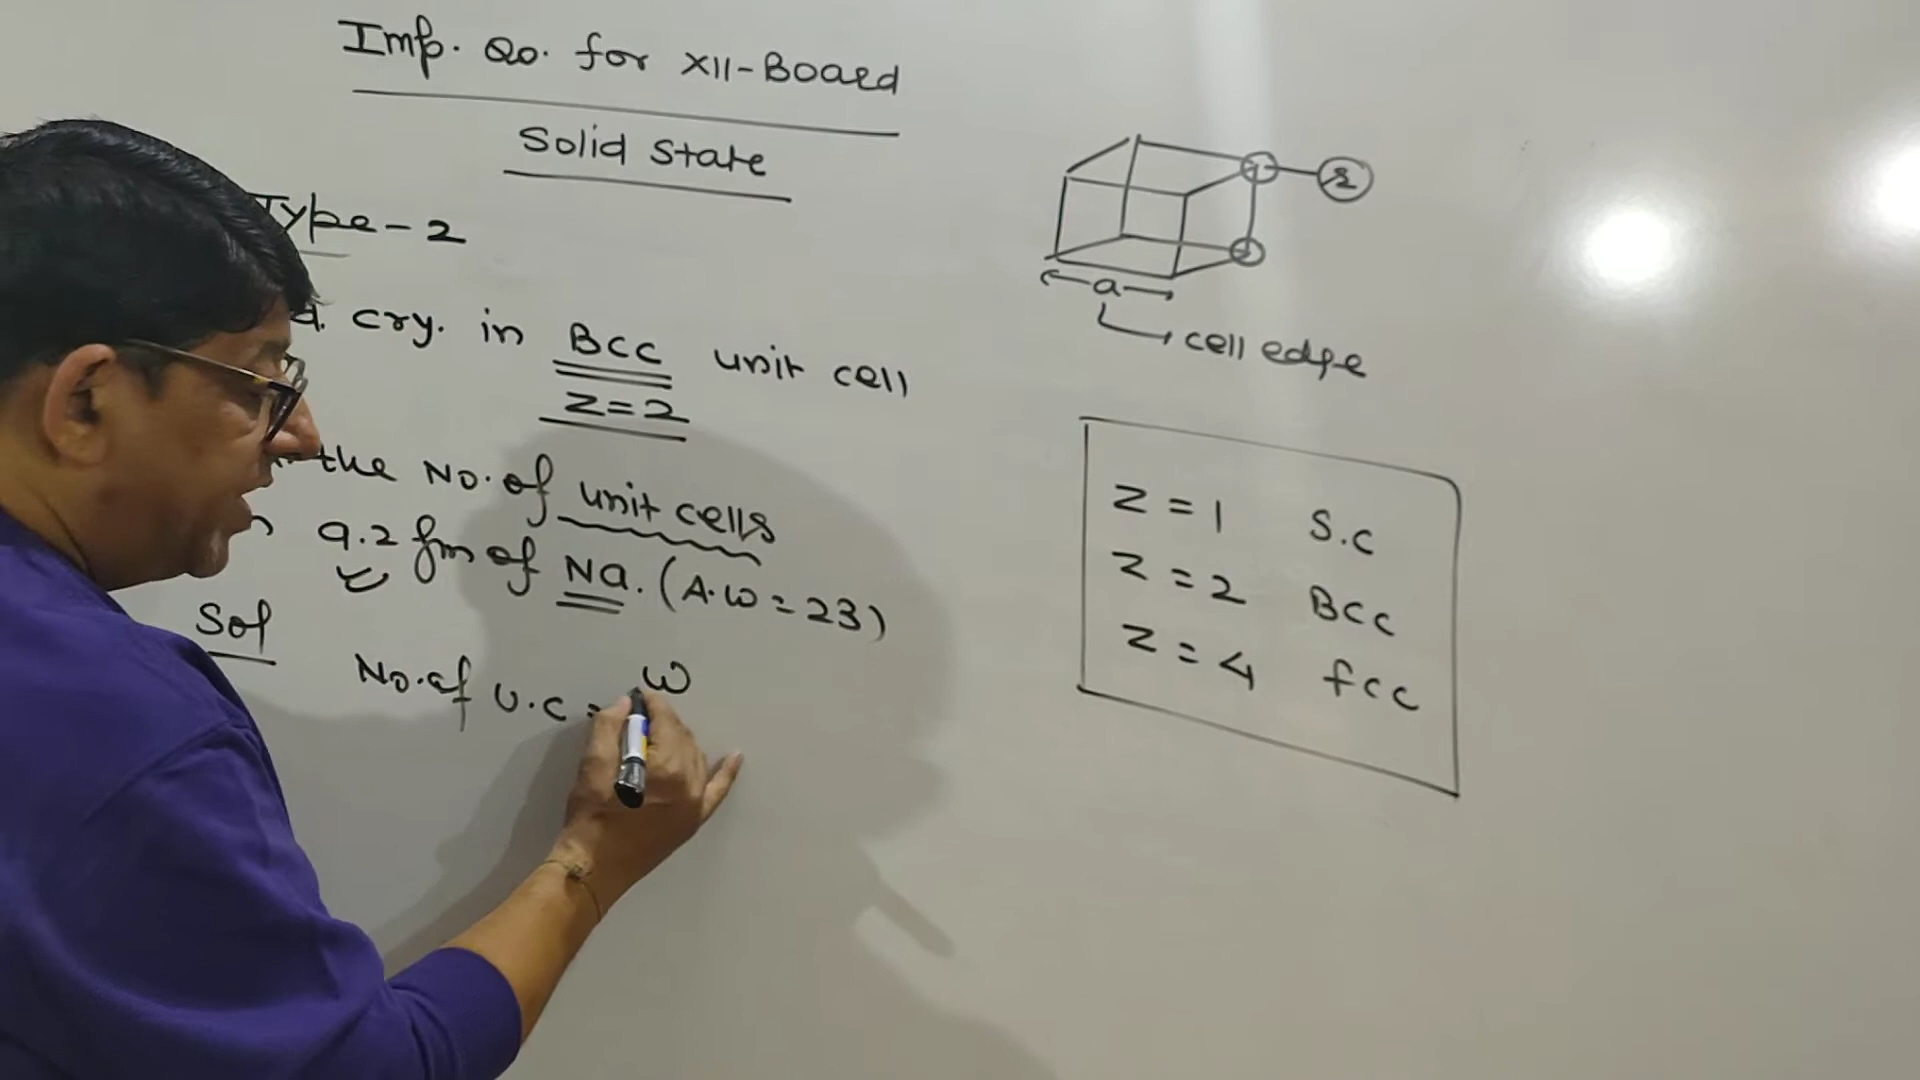 Imp. Qo. for XII-Board
Solid State
Type-2
cry. in BCC unit cell
Z=2
the No. of unit cells
9.2 gm of Na. (A.W = 23)
Sol
No. of U.C = W
a
cell edge
Z = 1 S.C
Z = 2 BCC
Z = 4 fcc